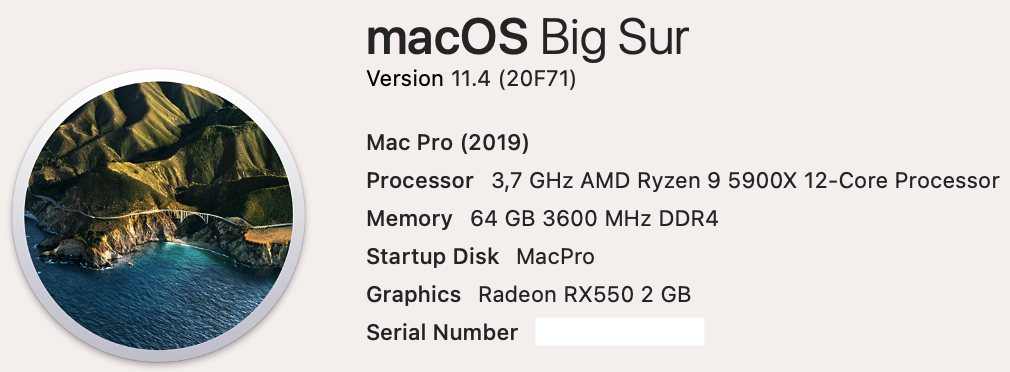 macOS Big Sur
Version 11.4 (20F71)
Mac Pro (2019)
Processor 3,7 GHz AMD Ryzen 9 5900X 12-Core Processor
Memory 64 GB 3600 MHz DDR4
Startup Disk MacPro
Graphics Radeon RX550 2 GB
Serial Number